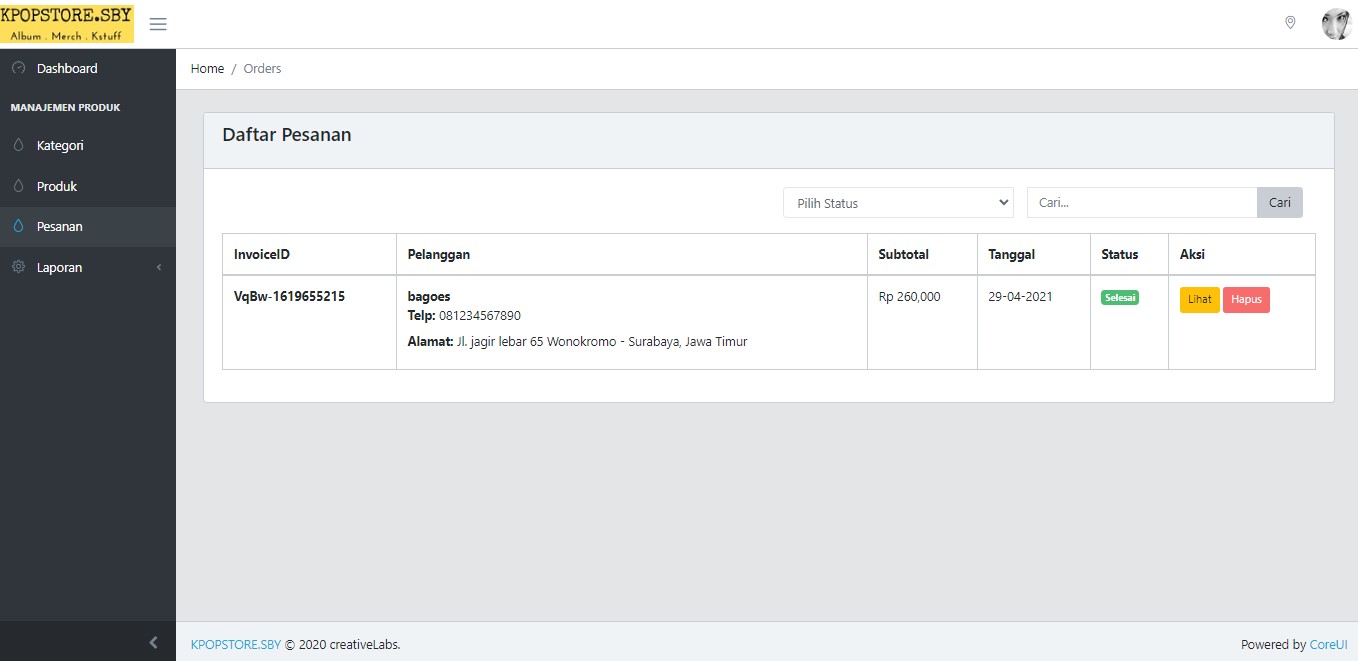 KPOPSTORE.SBY
Album . Merch . Kstuff
Dashboard
MANAJEMEN PRODUK
Kategori
Produk
Pesanan
Laporan
Home / Orders
Daftar Pesanan
Pilih Status
Cari...
Cari
InvoiceID Pelanggan Subtotal Tanggal Status Aksi
VqBw-1619655215 bagoes Rp 260,000 29-04-2021 Selesai Lihat Hapus
Telp: 081234567890
Alamat: Jl. jagir lebar 65 Wonokromo - Surabaya, Jawa Timur
KPOPSTORE.SBY © 2020 creativeLabs.
Powered by CoreUI